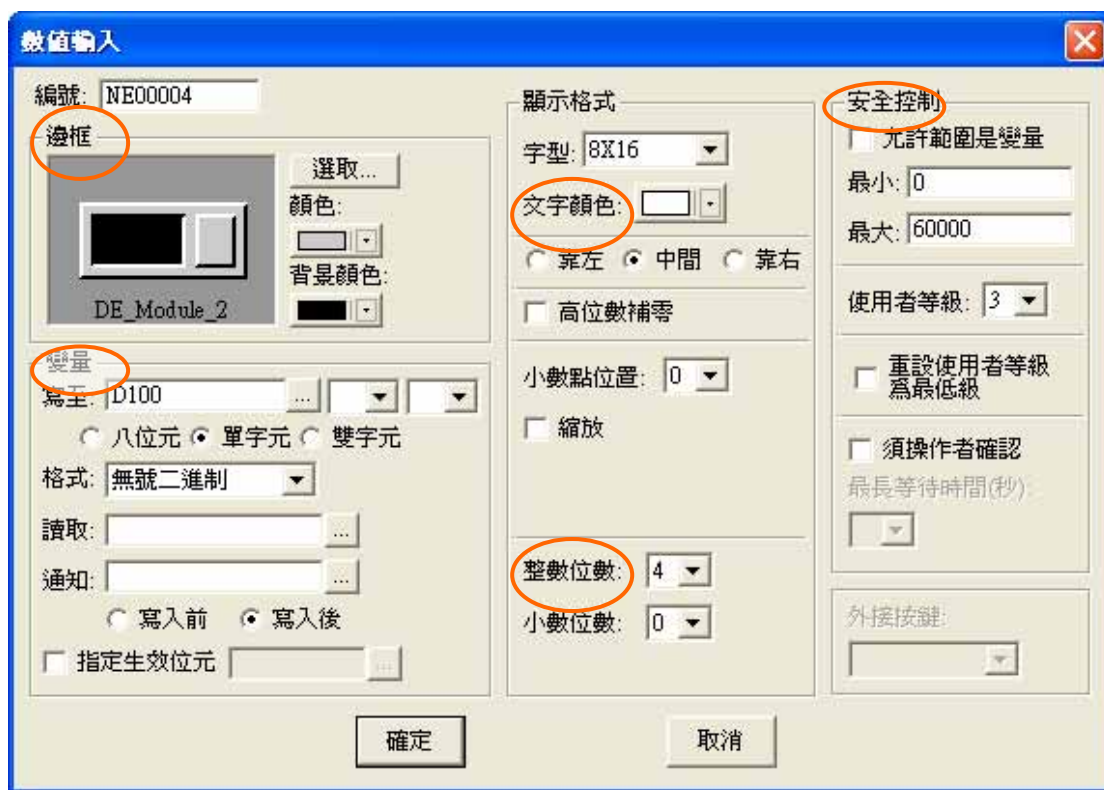 數值輸入
編號: NE00004
邊框
選取...
顏色:
背景顏色:
DE_Module_2
變量
寫至: D100 ...
八位元 單字元 雙字元
格式: 無號二進制
讀取: ...
通知: ...
寫入前 寫入後
指定生效位元 ...
顯示格式
字型: 8X16
文字顏色:
靠左 中間 靠右
高位數補零
小數點位置: 0
縮放
整數位數: 4
小數位數: 0
安全控制
允許範圍是變量
最小: 0
最大: 60000
使用者等級: 3
重設使用者等級
為最低級
須操作者確認
最長等待時間(秒)
外接按鍵:
確定 取消